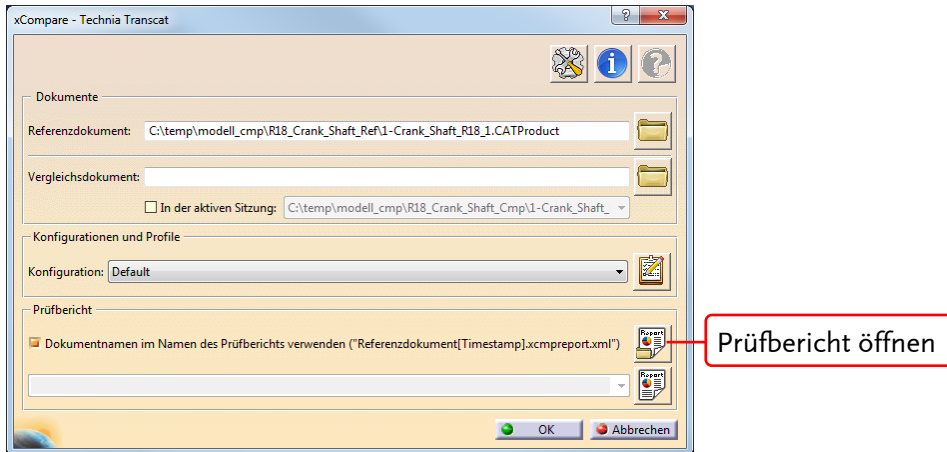 xCompare - Technia Transcat
Dokumente
Referenzdokument: C:\temp\modell_cmp\R18_Crank_Shaft_Ref\1-Crank_Shaft_R18_1.CATProduct
Vergleichsdokument:
In der aktiven Sitzung: C:\temp\modell_cmp\R18_Crank_Shaft_Cmp\1-Crank_Shaft_
Konfigurationen und Profile
Konfiguration: Default
Prüfbericht
Dokumentnamen im Namen des Prüfberichts verwenden ("Referenzdokument[Timestamp].xcmpreport.xml")
Report
Prüfbericht öffnen
Report
OK Abbrechen